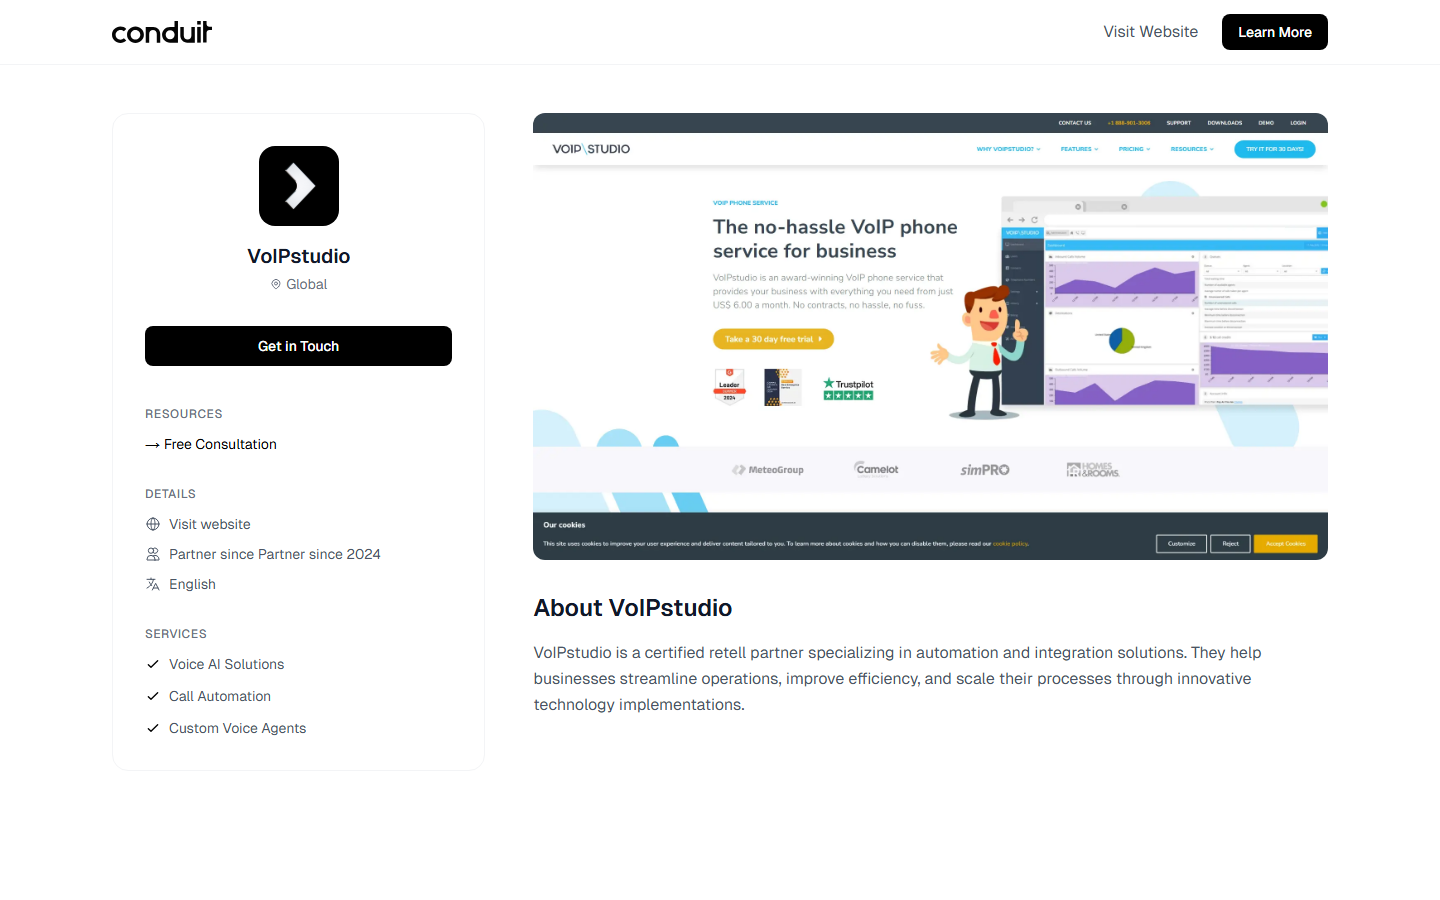 conduit
Visit Website
Learn More
VoIPstudio
Global
Get in Touch
RESOURCES
→ Free Consultation
DETAILS
Visit website
Partner since Partner since 2024
English
SERVICES
Voice AI Solutions
Call Automation
Custom Voice Agents
CONTACT US
+1 888-901-3006
SUPPORT
DOWNLOADS
DEMO
LOGIN
VOIP\STUDIO
WHY VOIPSTUDIO?
FEATURES
PRICING
RESOURCES
TRY IT FOR 30 DAYS!
VOIP PHONE SERVICE
The no-hassle VoIP phone
service for business
VoIPstudio is an award-winning VoIP phone service that
provides your business with everything you need from just
US$ 6.00 a month. No contracts, no hassle, no fuss.
Take a 30 day free trial
Leader
2024
Trustpilot
MeteoGroup
Camelot
simPRO
HOMES
&ROOMS
Our cookies
This site uses cookies to improve your user experience and deliver content tailored to you. To learn more about cookies and how you can disable them, please read our cookie policy.
Customize
Reject
Accept Cookies
About VoIPstudio
VoIPstudio is a certified retell partner specializing in automation and integration solutions. They help
businesses streamline operations, improve efficiency, and scale their processes through innovative
technology implementations.